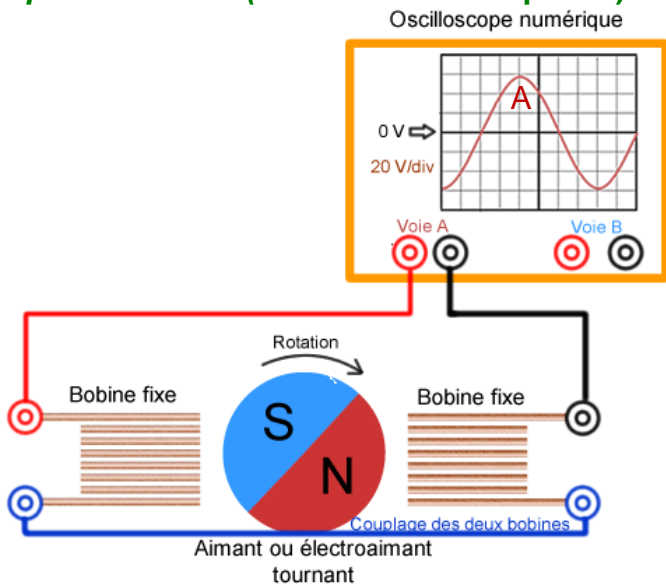 Oscilloscope numérique
A
0 V
20 V/div
Voie A
Voie B
Rotation
Bobine fixe
Bobine fixe
S
N
Couplage des deux bobines
Aimant ou électroaimant
tournant